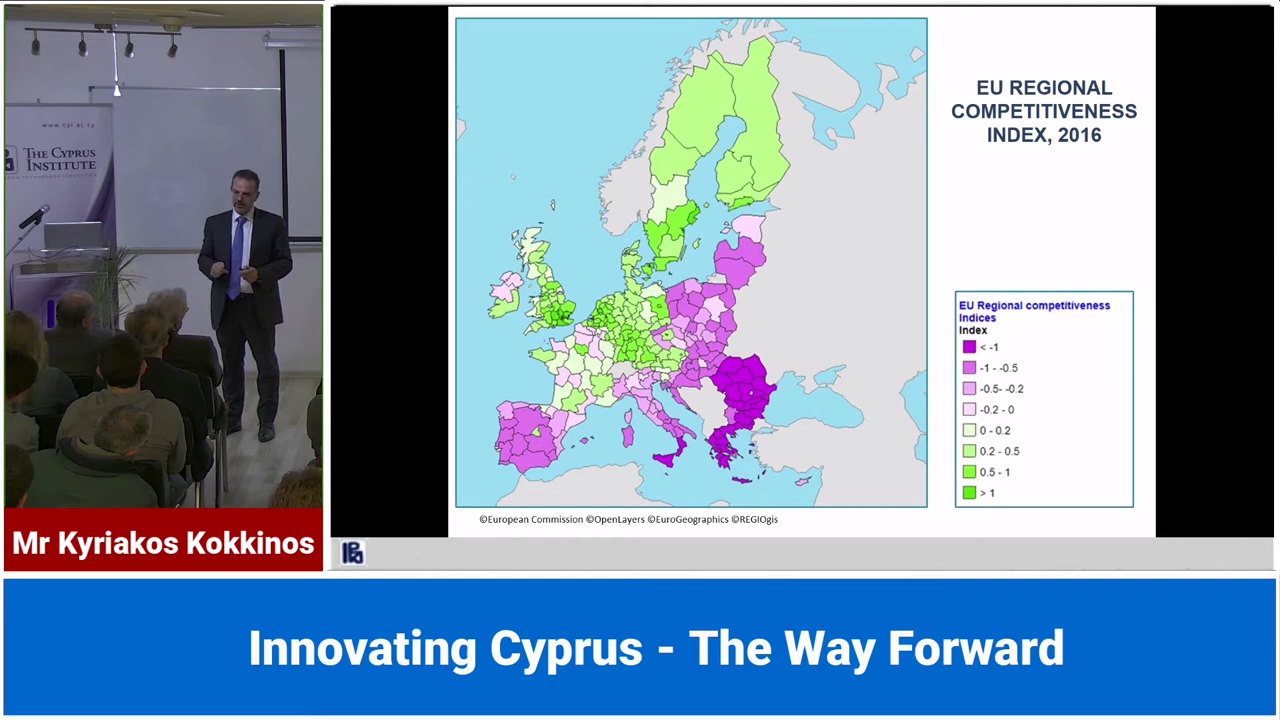 www.cyi.ac.cy
THE CYPRUS
INSTITUTE
Mr Kyriakos Kokkinos
EU REGIONAL
COMPETITIVENESS
INDEX, 2016
EU Regional competitiveness
Indices
Index
< -1
-1 - -0.5
-0.5- -0.2
-0.2 - 0
0 - 0.2
0.2 - 0.5
0.5 - 1
> 1
©European Commission ©OpenLayers ©EuroGeographics ©REGIOgis
Innovating Cyprus - The Way Forward